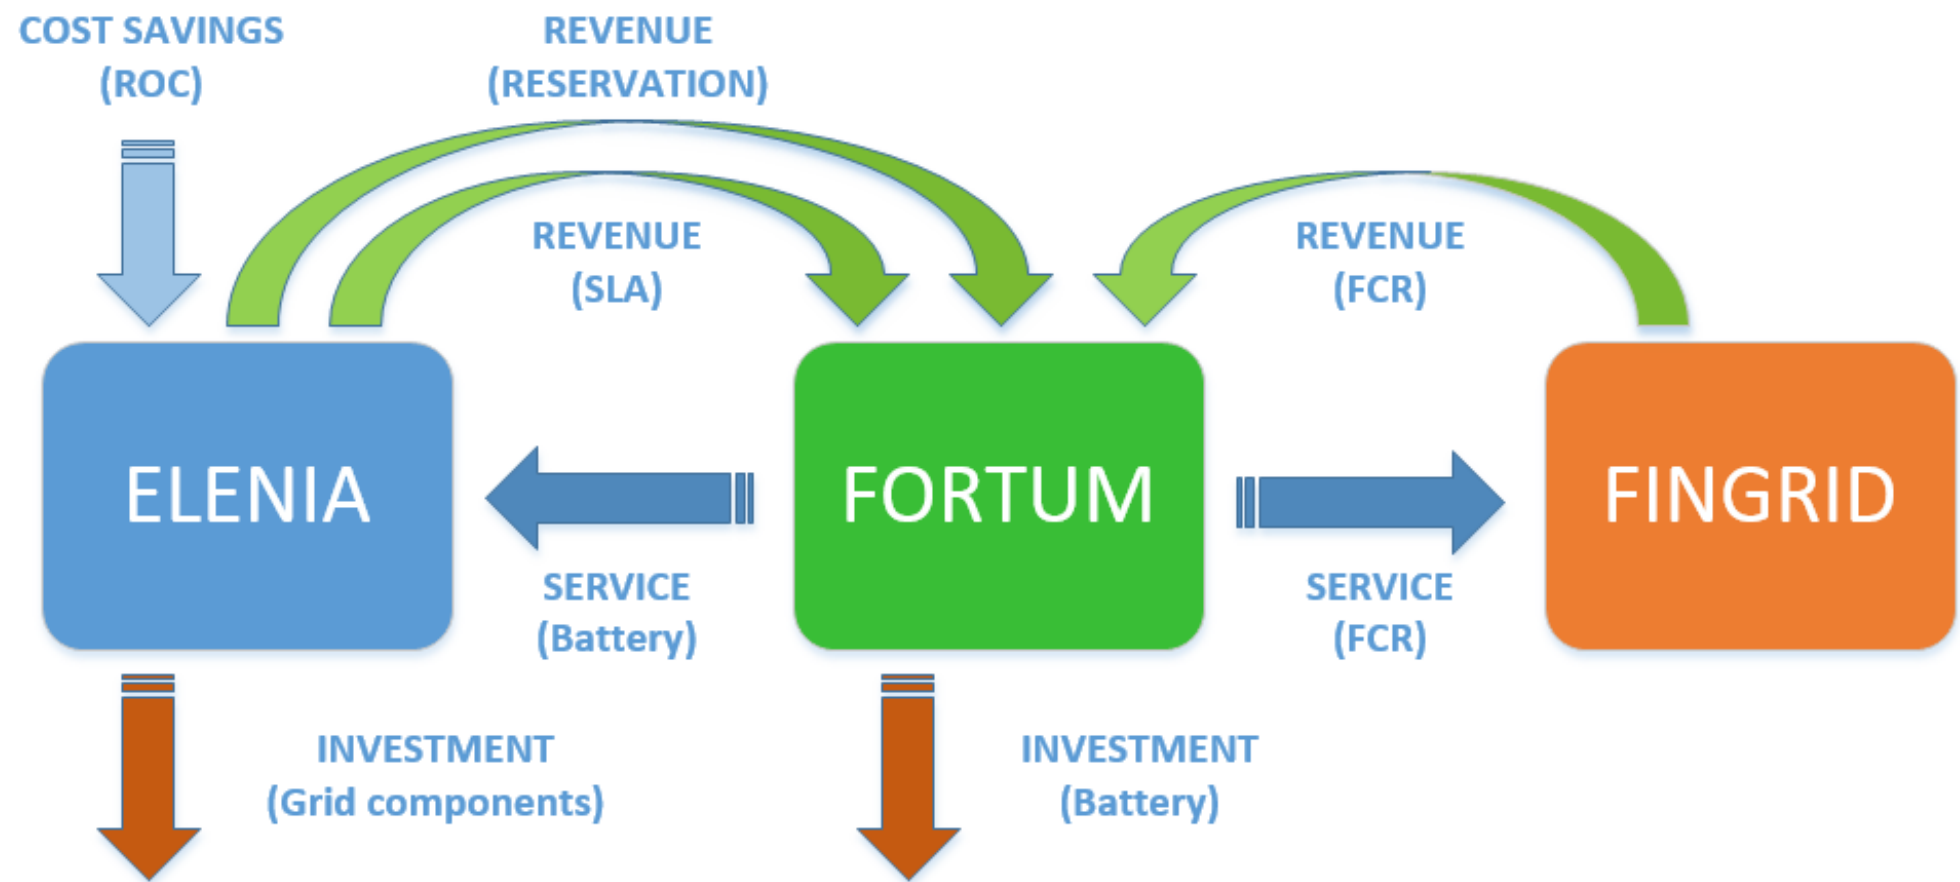 COST SAVINGS
(ROC)
REVENUE
(RESERVATION)
REVENUE
(SLA)
REVENUE
(FCR)
ELENIA
FORTUM
FINGRID
SERVICE
(Battery)
SERVICE
(FCR)
INVESTMENT
(Grid components)
INVESTMENT
(Battery)